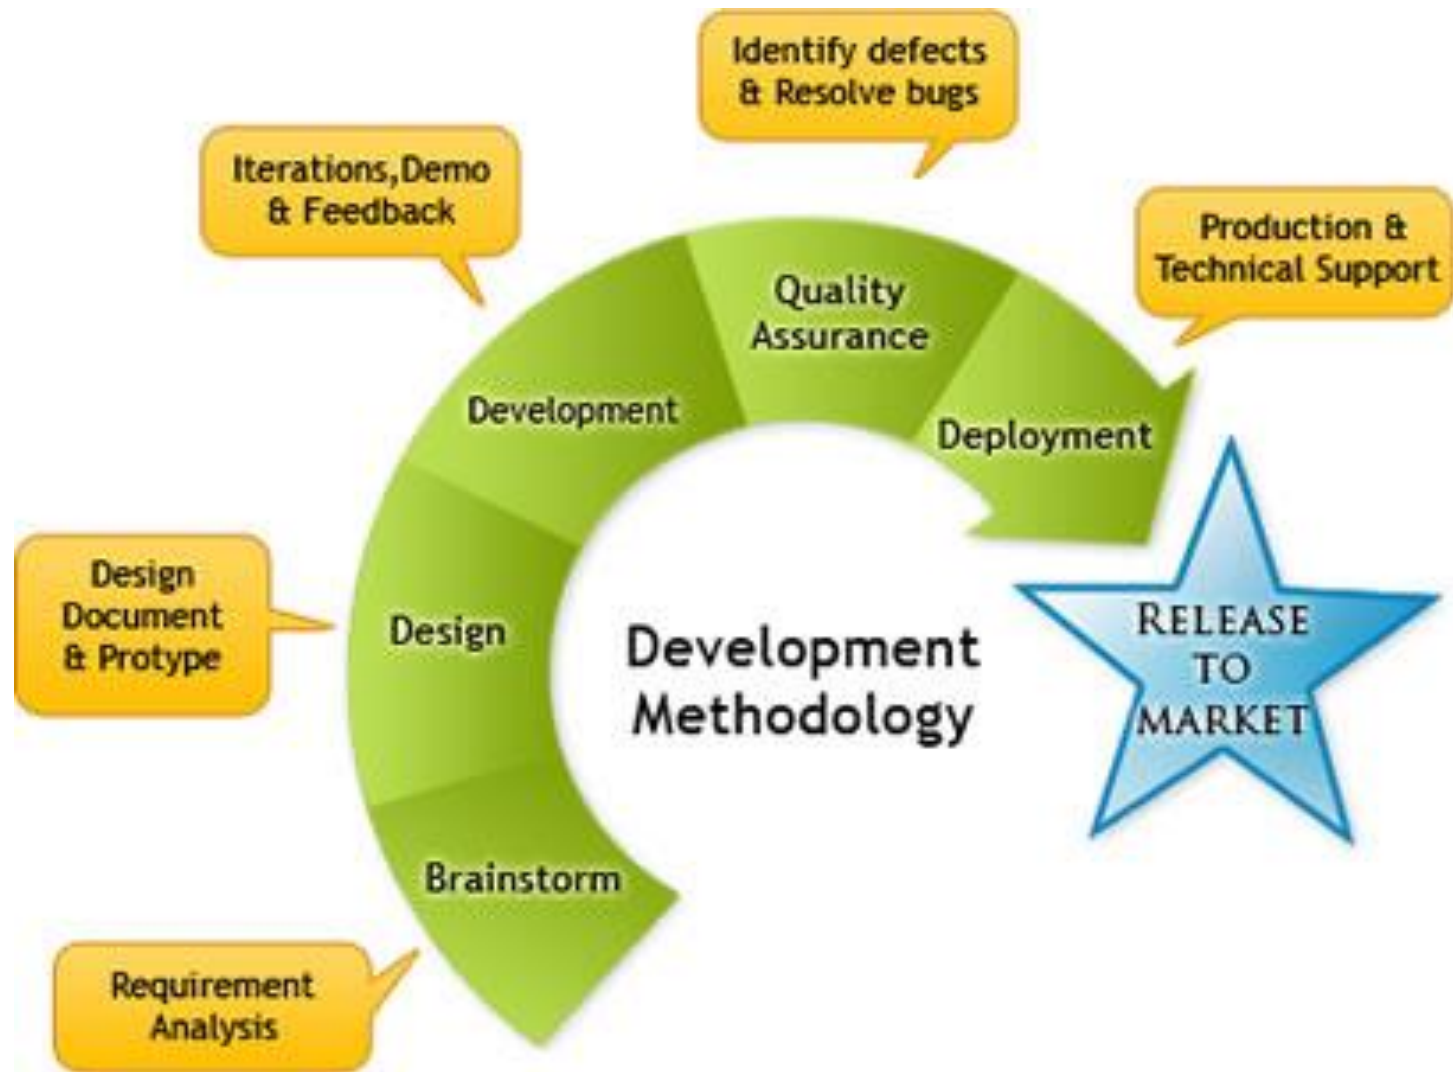 Identify defects
& Resolve bugs
Iterations,Demo
& Feedback
Production &
Technical Support
Quality
Assurance
Development
Deployment
Design
Document
& Protype
Design
Development
Methodology
RELEASE
TO
MARKET
Brainstorm
Requirement
Analysis